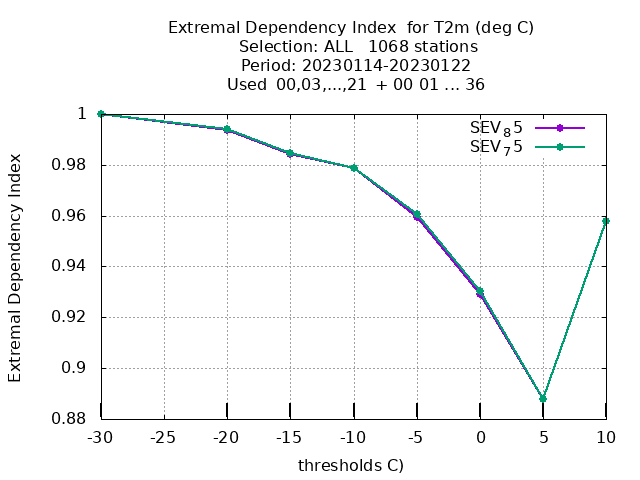 Extremal Dependency Index  for T2m (deg C)
Selection: ALL   1068 stations
Period: 20230114-20230122
Used  00,03,...,21  + 00 01 ... 36
SEV₈5
SEV₇5
1
0.98
0.96
0.94
0.92
0.9
0.88
Extremal Dependency Index
-30 -25 -20 -15 -10 -5 0 5 10
thresholds C)